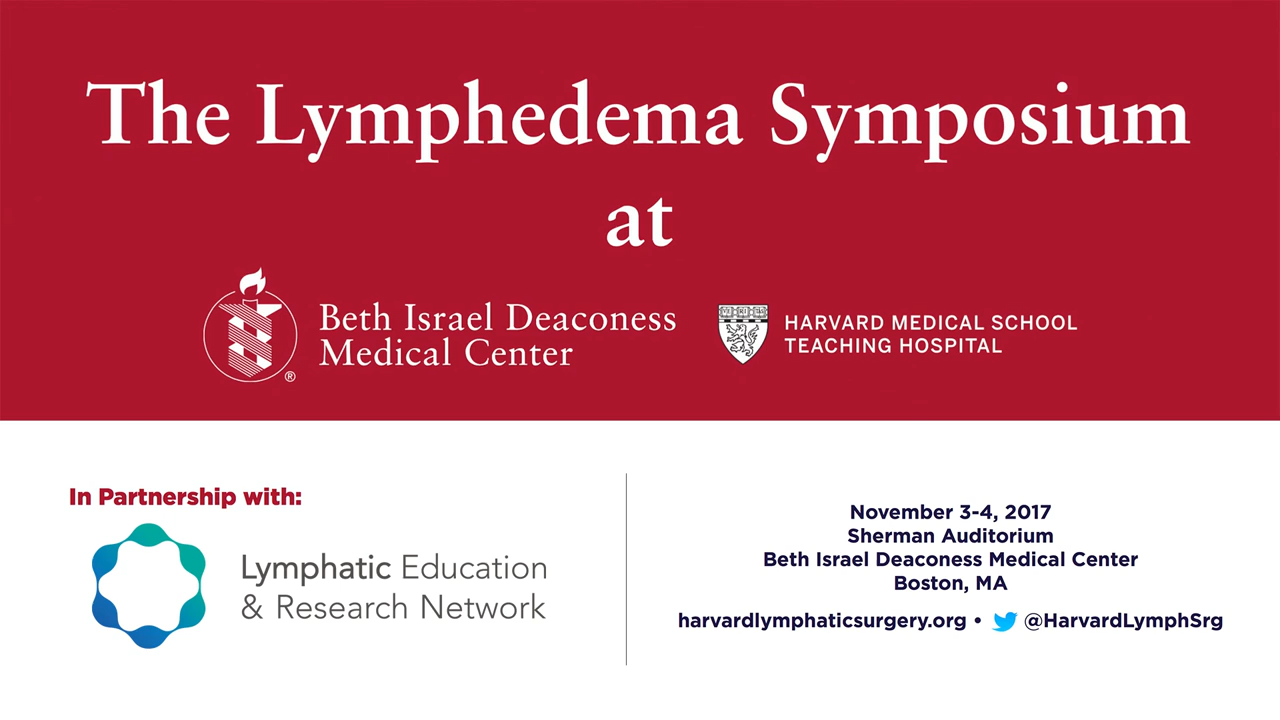 The Lymphedema Symposium
at
Beth Israel Deaconess
Medical Center
®
HARVARD MEDICAL SCHOOL
TEACHING HOSPITAL
In Partnership with:
Lymphatic Education
& Research Network
November 3-4, 2017
Sherman Auditorium
Beth Israel Deaconess Medical Center
Boston, MA
harvardlymphaticsurgery.org • @HarvardLymphSrg